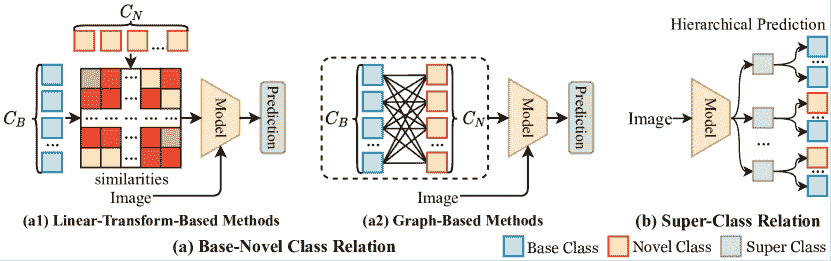 C_N
C_B
...
similarities
Image
Model
Prediction
(a1) Linear-Transform-Based Methods
C_B
C_N
Image
Model
Prediction
(a2) Graph-Based Methods
(a) Base-Novel Class Relation
Hierarchical Prediction
Image
Model
(b) Super-Class Relation
Base Class
Novel Class
Super Class